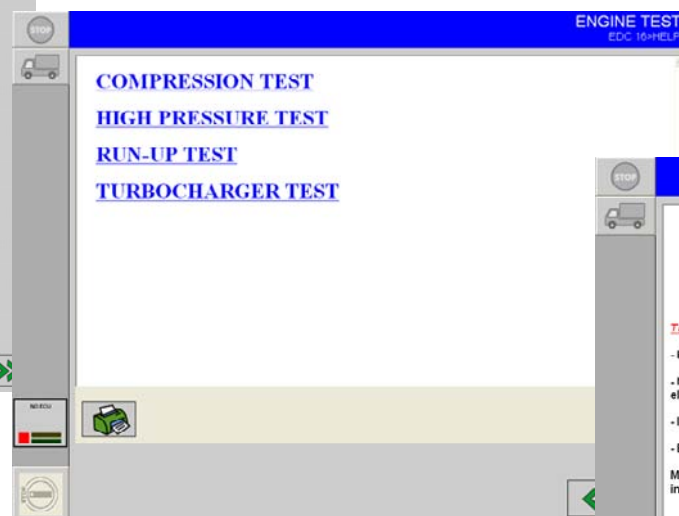 STOP
ENGINE TEST
EDC 16>HELP
COMPRESSION TEST
HIGH PRESSURE TEST
RUN-UP TEST
TURBOCHARGER TEST
STOP
NO ECU